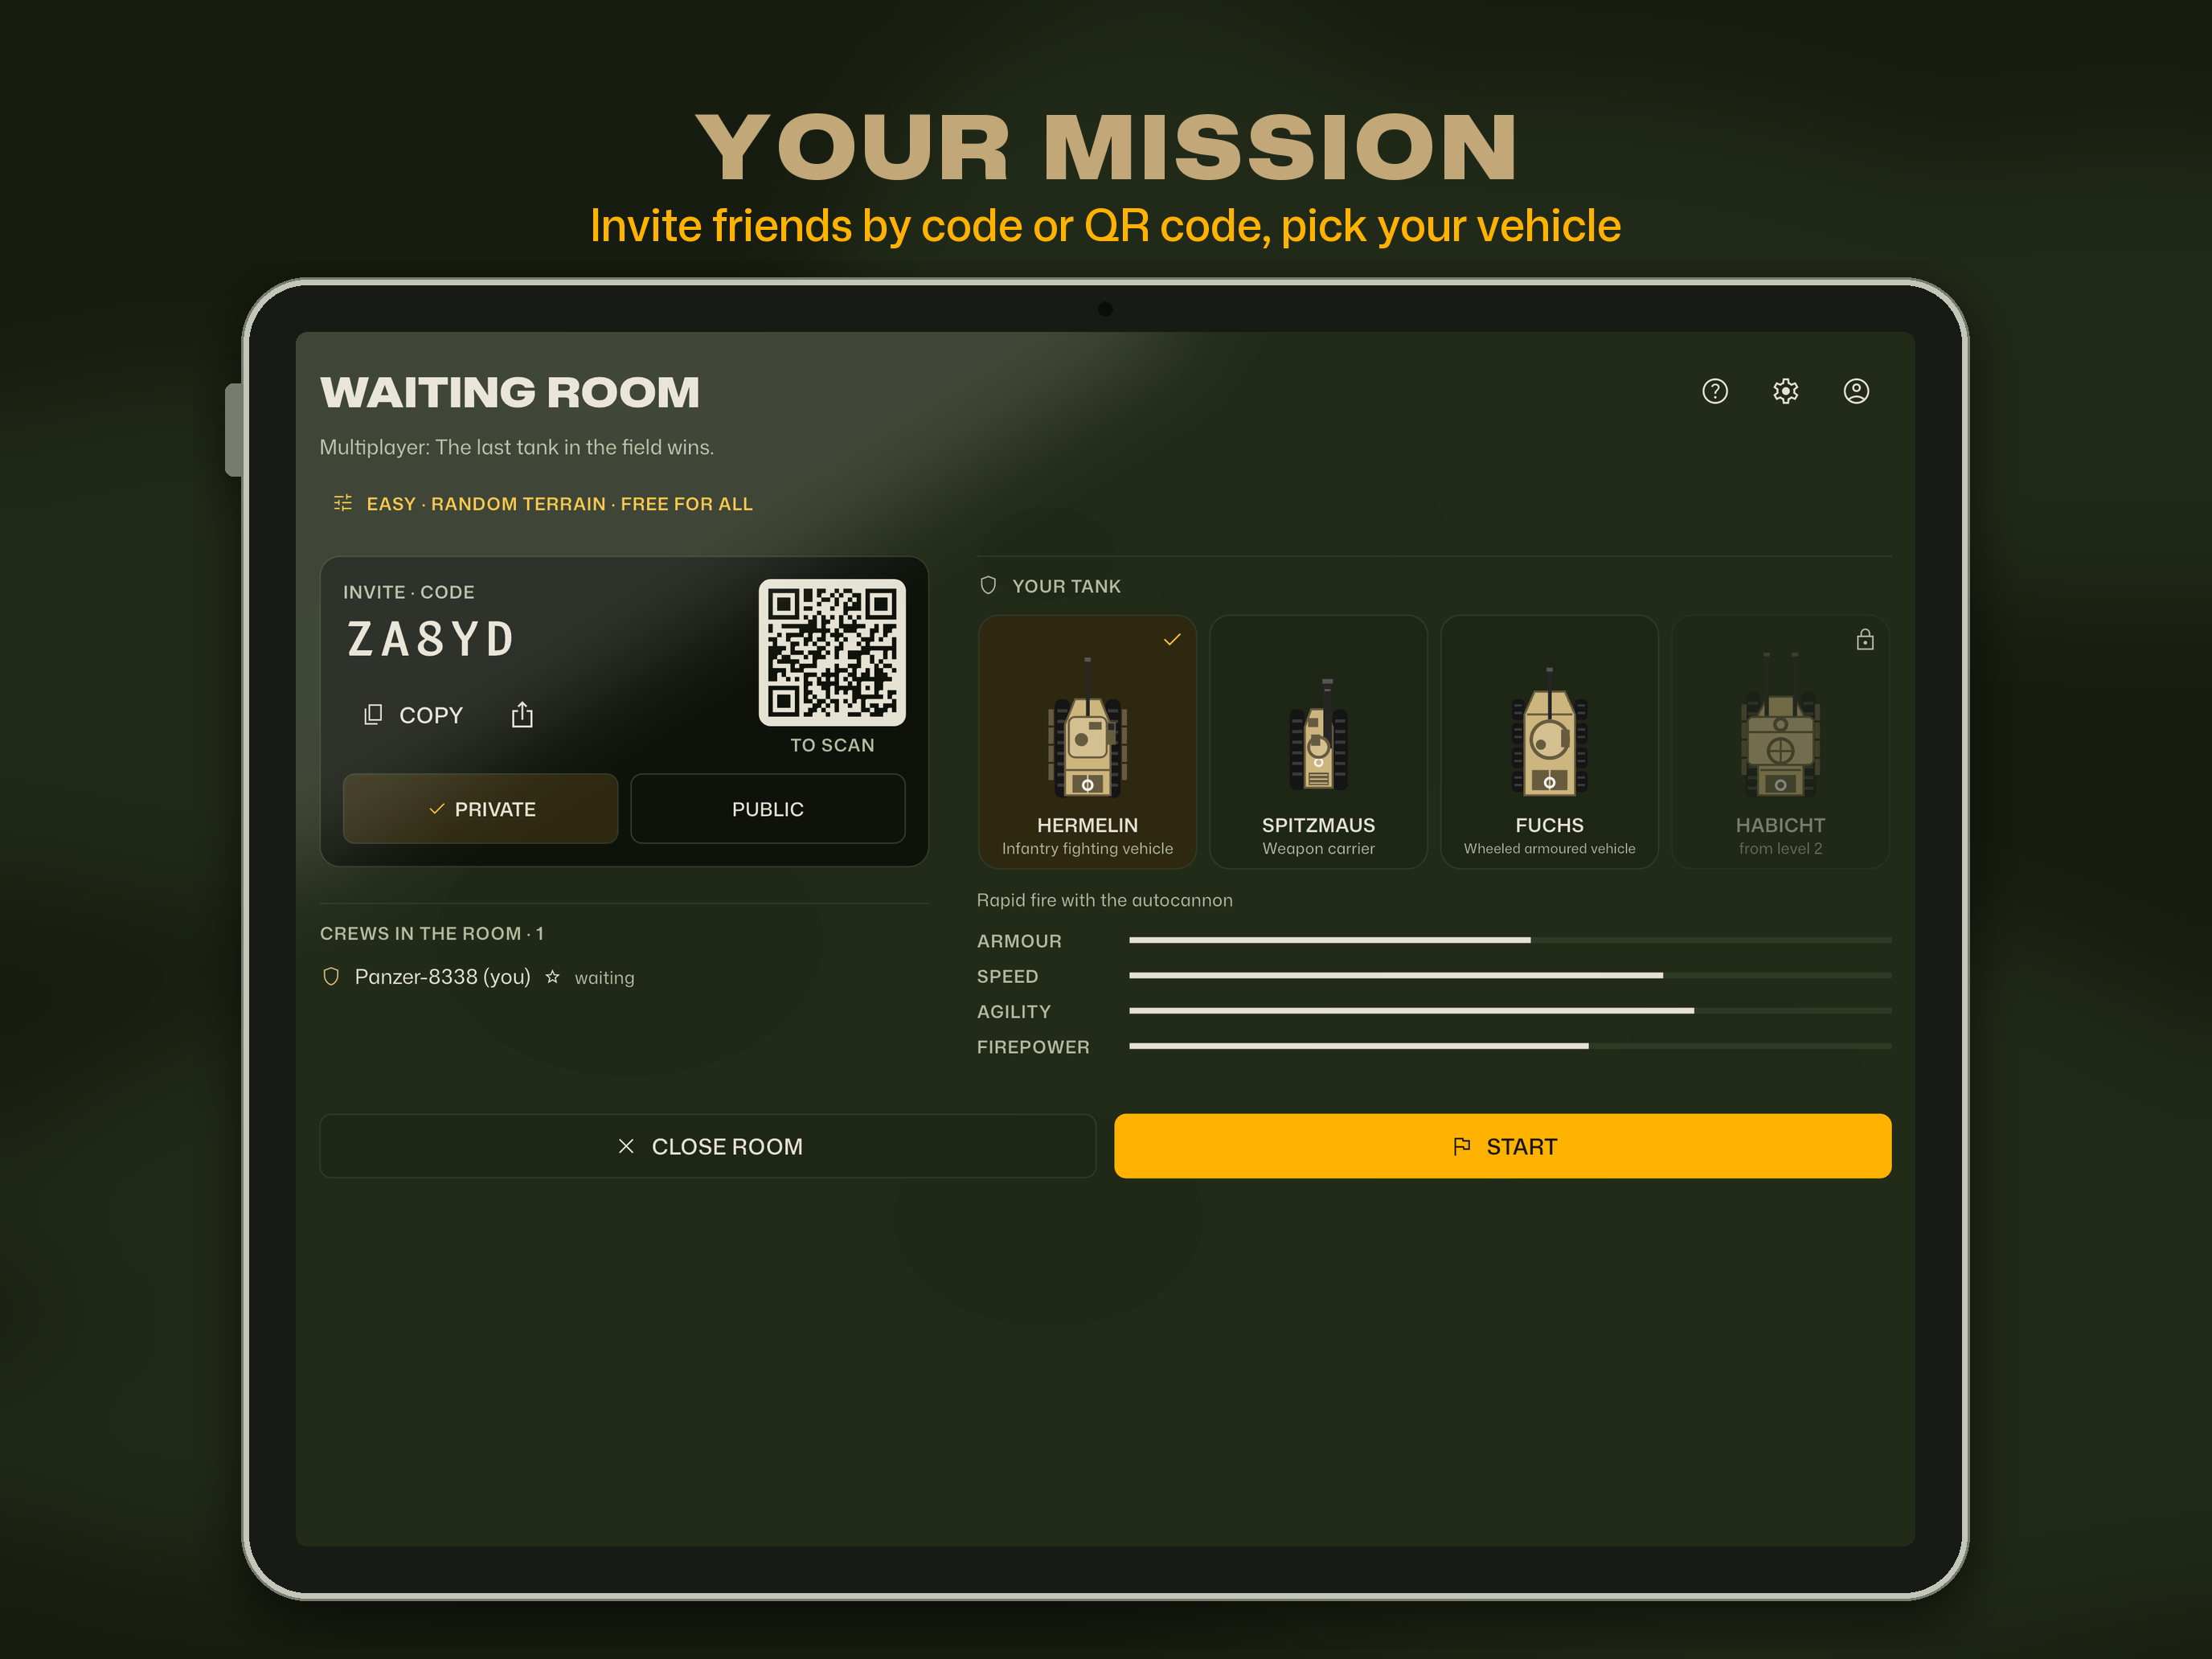 YOUR MISSION
Invite friends by code or QR code, pick your vehicle
WAITING ROOM
Multiplayer: The last tank in the field wins.
EASY · RANDOM TERRAIN · FREE FOR ALL
INVITE · CODE
ZA8YD
COPY
TO SCAN
PRIVATE
PUBLIC
CREWS IN THE ROOM · 1
Panzer-8338 (you) waiting
YOUR TANK
HERMELIN
Infantry fighting vehicle
SPITZMAUS
Weapon carrier
FUCHS
Wheeled armoured vehicle
HABICHT
from level 2
Rapid fire with the autocannon
ARMOUR
SPEED
AGILITY
FIREPOWER
CLOSE ROOM
START